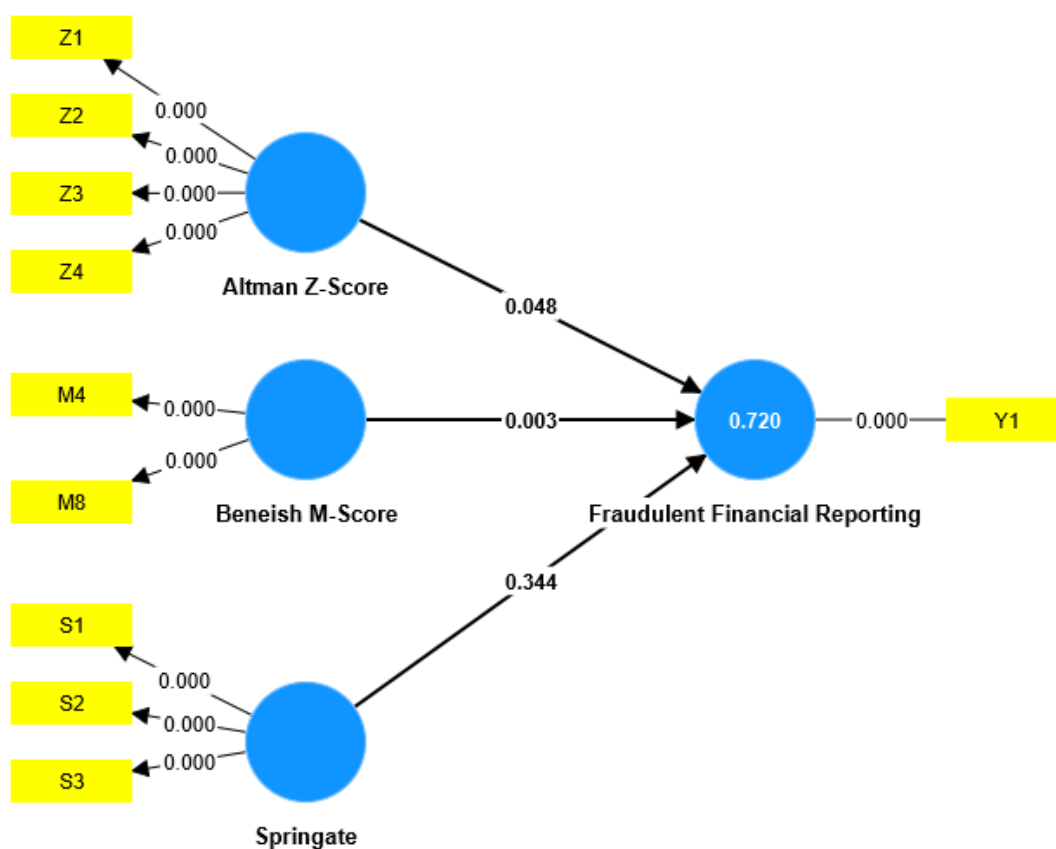 Z1
0.000
Z2
0.000
Z3
0.000
Z4
0.000
Altman Z-Score
0.048
M4
0.000
M8
0.000
Beneish M-Score
0.003
0.720
Fraudulent Financial Reporting
0.000
Y1
0.344
S1
0.000
S2
0.000
S3
0.000
Springate